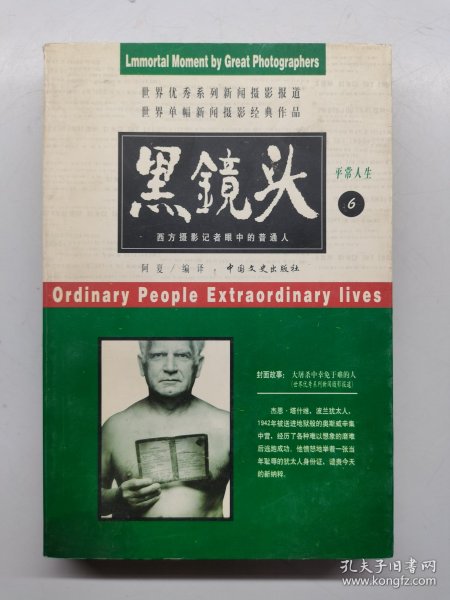 Lmmortal Moment by Great Photographers
世界优秀系列新闻摄影报道
世界单幅新闻摄影经典作品
黑鏡头
西方摄影记者眼中的普通人
平常人生
6
阿夏/编译·中国文史出版社
Ordinary People Extraordinary lives
封面故事：大屠杀中幸免于难的人
(世界优秀系列新闻摄影报道)
杰恩·塔什维，波兰犹太人，
1942年被送进地狱般的奥斯威辛集
中营，经历了各种难以想象的磨难
后逃跑成功。他愤怒地举着一张当
年耻辱的犹太人身份证，谴责今天
的新纳粹。
孔夫子旧书网
www.kongfz.com